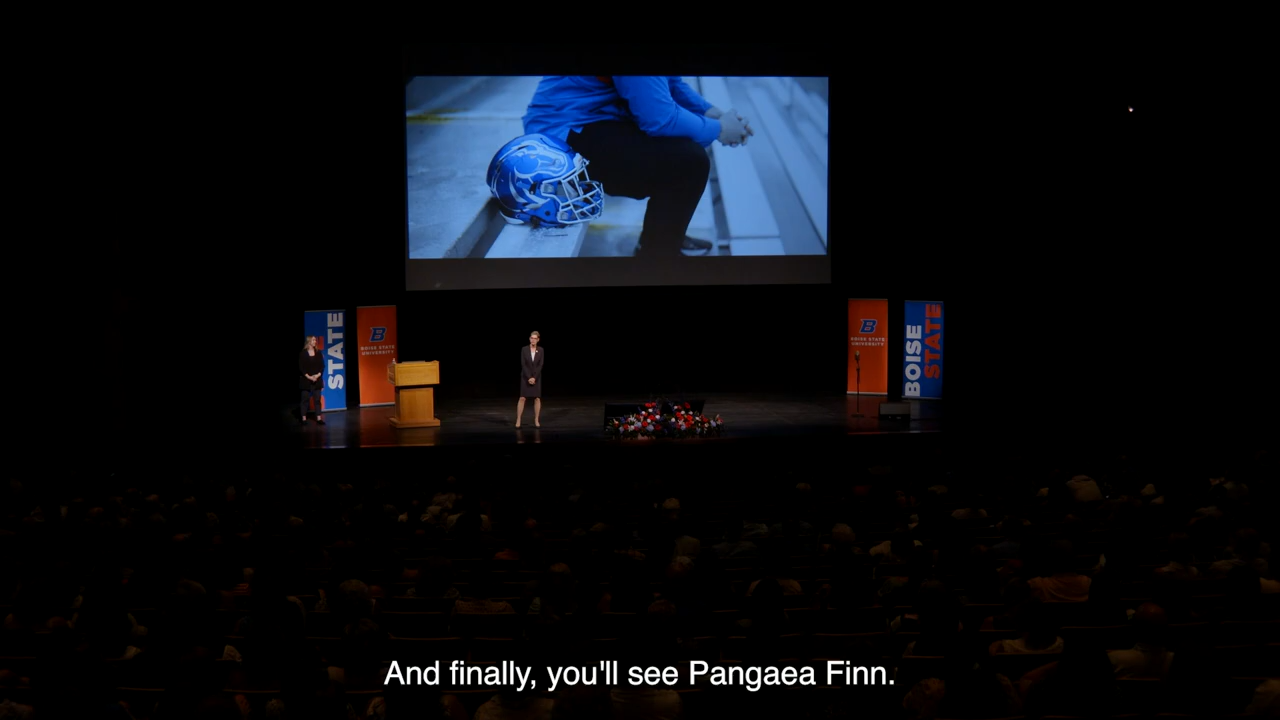 STATE
B
BOISE STATE
UNIVERSITY
B
BOISE STATE
UNIVERSITY
BOISE
STATE
And finally, you'll see Pangaea Finn.